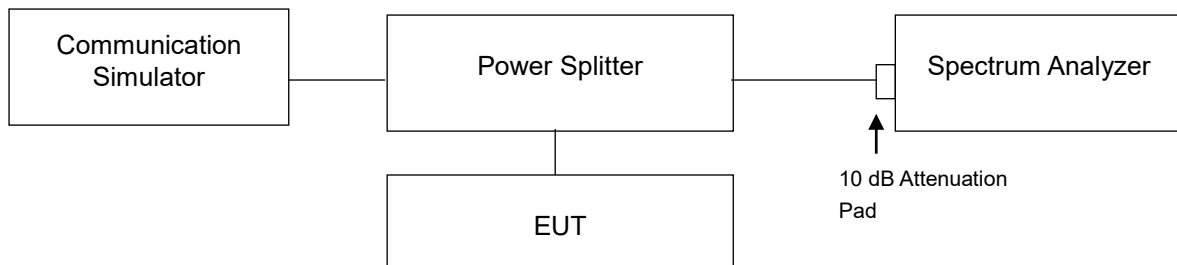 Communication
Simulator
Power Splitter
Spectrum Analyzer
10 dB Attenuation
Pad
EUT